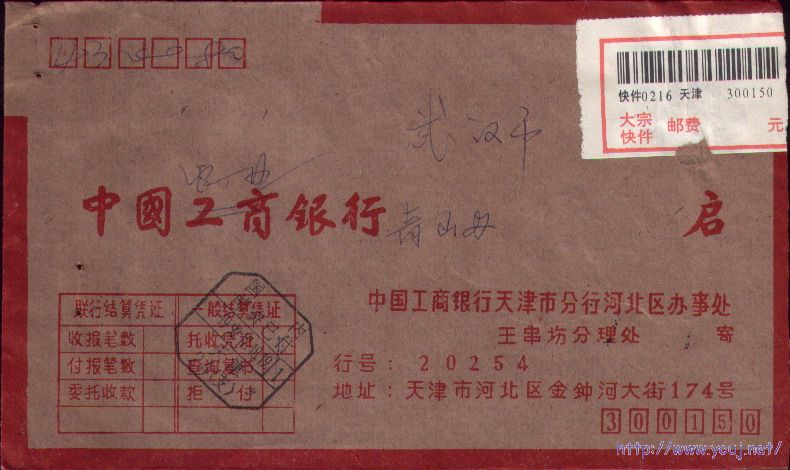 快件0216 天津 300150
大宗
快件 邮费 元
武汉市
中國工商银行 启
青山区
联行结算凭证 一般结算凭证
收报笔数 托收凭证
付报笔数 查询查书
委托收款 拒付
中国工商银行天津市分行河北区办事处
王串坊分理处 寄
行号：20254
地址：天津市河北区金鈡河大街174号
300150
http://www.youj.net/